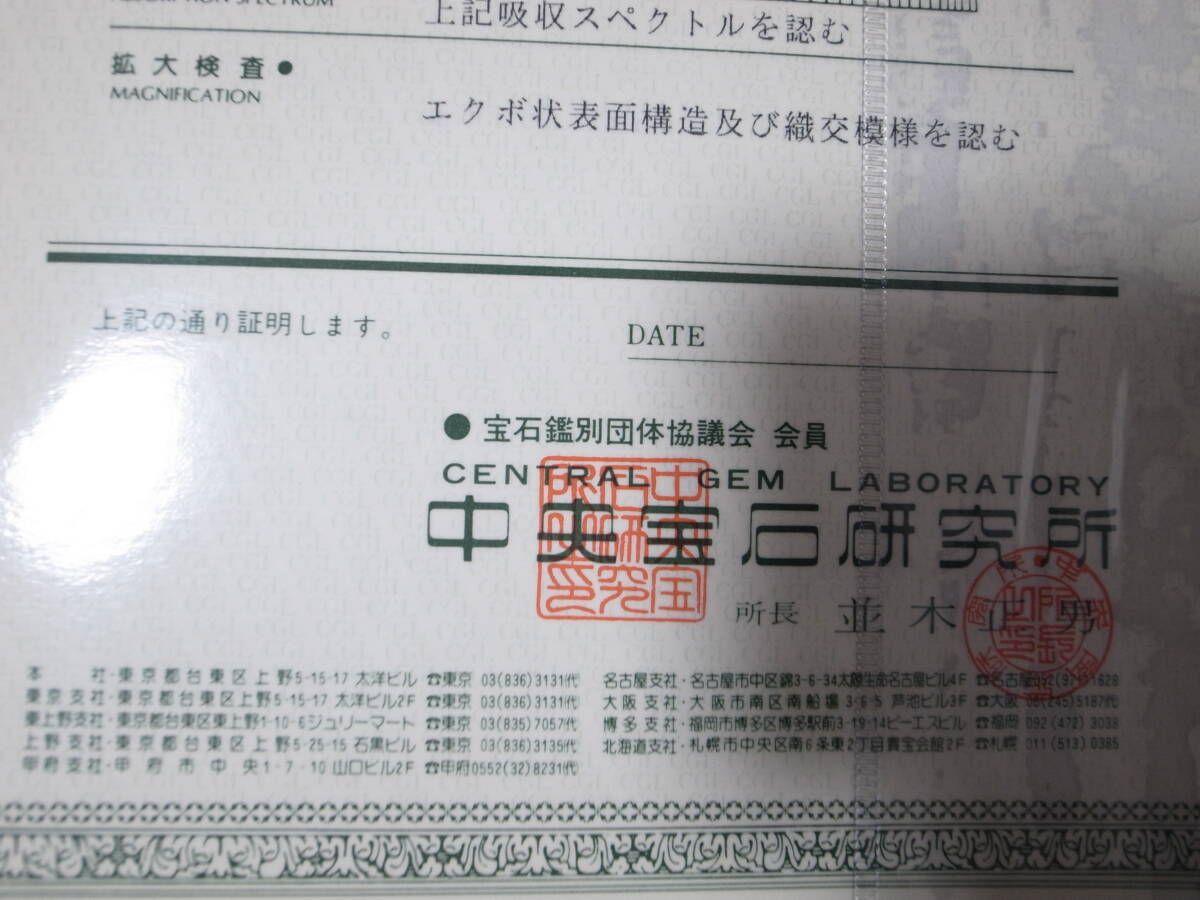 上記吸収スペクトルを認む
拡大検査●
MAGNIFICATION
エクボ状表面構造及び織交模様を認む
上記の通り証明します。
DATE
● 宝石鑑別団体協議会 会員
CENTRAL GEM LABORATORY
中央宝石研究所
所長 並木正男
本社・東京都台東区上野5-15-17 太洋ビル ☎東京 03(836)3131代
東京支社・東京都台東区上野5-15-17 太洋ビル2F ☎東京 03(836)3131代
東上野支社・東京都台東区東上野1-10-6ジュリーマート ☎東京 03(835)7057代
上野支社・東京都台東区上野5-25-15 石黒ビル ☎東京 03(836)3135代
甲府支社・甲府市中央1-7-10 山口ビル2F ☎甲府0552(32)8231代
名古屋支社・名古屋市中区錦3-6-34太陽生命名古屋ビル4F ☎名古屋
大阪支社・大阪市南区南船場3-6-5 芦池ビル3F ☎大阪 06(245)5187代
博多支社・福岡市博多区博多駅前3-19-14ビーエスビル ☎福岡 092(472)3038
北海道支社・札幌市中央区南6条東2丁目貴宝会館2F ☎札幌 011(513)0385